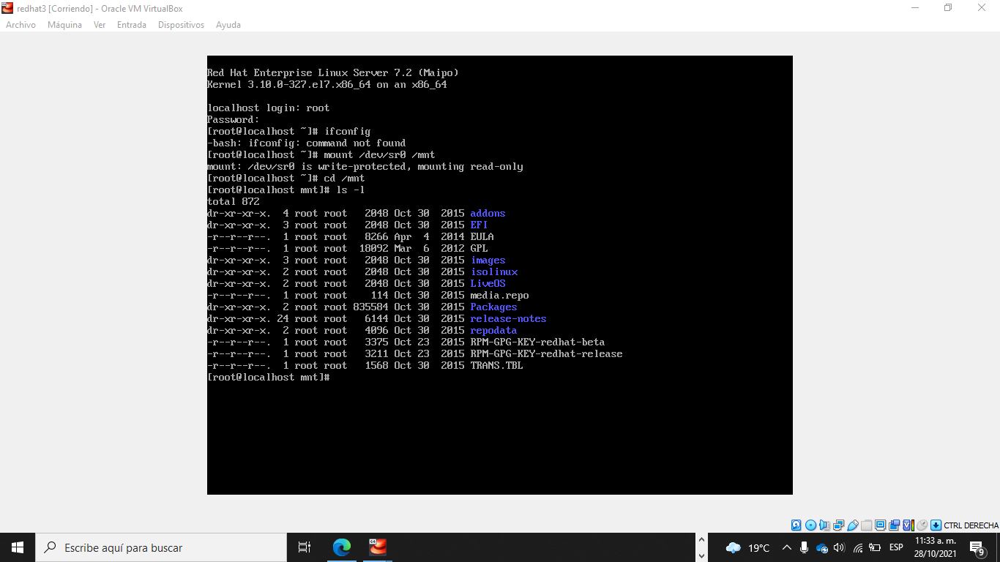 redhat3 [Corriendo] - Oracle VM VirtualBox
Archivo Máquina Ver Entrada Dispositivos Ayuda
Red Hat Enterprise Linux Server 7.2 (Maipo)
Kernel 3.10.0-327.el7.x86_64 on an x86_64
localhost login: root
Password:
[root@localhost ~]# ifconfig
-bash: ifconfig: command not found
[root@localhost ~]# mount /dev/sr0 /mnt
mount: /dev/sr0 is write-protected, mounting read-only
[root@localhost ~]# cd /mnt
[root@localhost mnt]# ls -l
total 872
dr-xr-xr-x.  4 root root   2048 Oct 30  2015 addons
dr-xr-xr-x.  3 root root   2048 Oct 30  2015 EFI
-r--r--r--.  1 root root   8266 Apr  4  2014 EULA
-r--r--r--.  1 root root  18092 Mar  6  2012 GPL
dr-xr-xr-x.  3 root root   2048 Oct 30  2015 images
dr-xr-xr-x.  2 root root   2048 Oct 30  2015 isolinux
dr-xr-xr-x.  2 root root   2048 Oct 30  2015 LiveOS
-r--r--r--.  1 root root    114 Oct 30  2015 media.repo
dr-xr-xr-x.  2 root root 835584 Oct 30  2015 Packages
dr-xr-xr-x. 24 root root   6144 Oct 30  2015 release-notes
dr-xr-xr-x.  2 root root   4096 Oct 30  2015 repodata
-r--r--r--.  1 root root   3375 Oct 23  2015 RPM-GPG-KEY-redhat-beta
-r--r--r--.  1 root root   3211 Oct 23  2015 RPM-GPG-KEY-redhat-release
-r--r--r--.  1 root root   1568 Oct 30  2015 TRANS.TBL
[root@localhost mnt]#
CTRL DERECHA
Escribe aquí para buscar
19°C
ESP
11:33 a. m.
28/10/2021
9